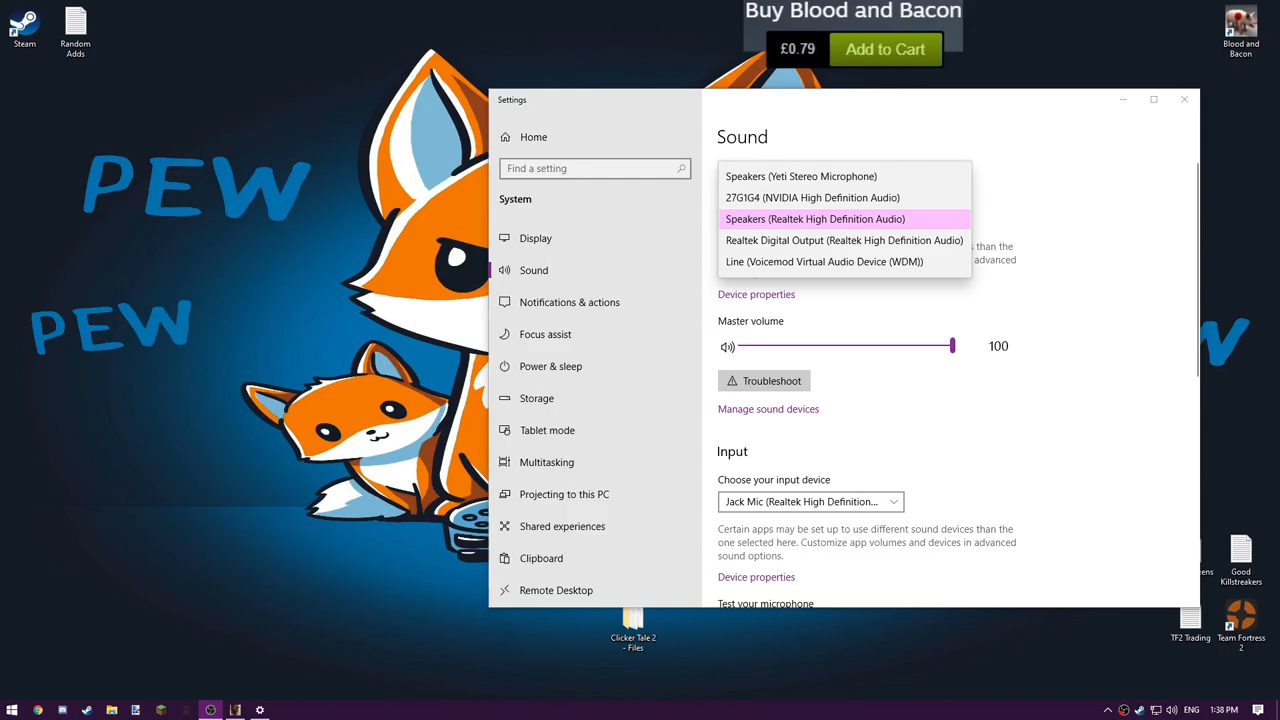 Steam
Random
Adds
Buy Blood and Bacon
£0.79
Add to Cart
Blood and
Bacon
PEW
PEW
W
Settings
Home
Find a setting
System
Display
Sound
Notifications & actions
Focus assist
Power & sleep
Storage
Tablet mode
Multitasking
Projecting to this PC
Shared experiences
Clipboard
Remote Desktop
Sound
Speakers (Yeti Stereo Microphone)
27G1G4 (NVIDIA High Definition Audio)
Speakers (Realtek High Definition Audio)
Realtek Digital Output (Realtek High Definition Audio)
Line (Voicemod Virtual Audio Device (WDM))
s than the
advanced
Device properties
Master volume
100
Troubleshoot
Manage sound devices
Input
Choose your input device
Jack Mic (Realtek High Definition...
Certain apps may be set up to use different sound devices than the
one selected here. Customize app volumes and devices in advanced
sound options.
Device properties
Test your microphone
eens
Good
Killstreakers
Clicker Tale 2
- Files
TF2 Trading
Team Fortress
2
ENG
1:38 PM